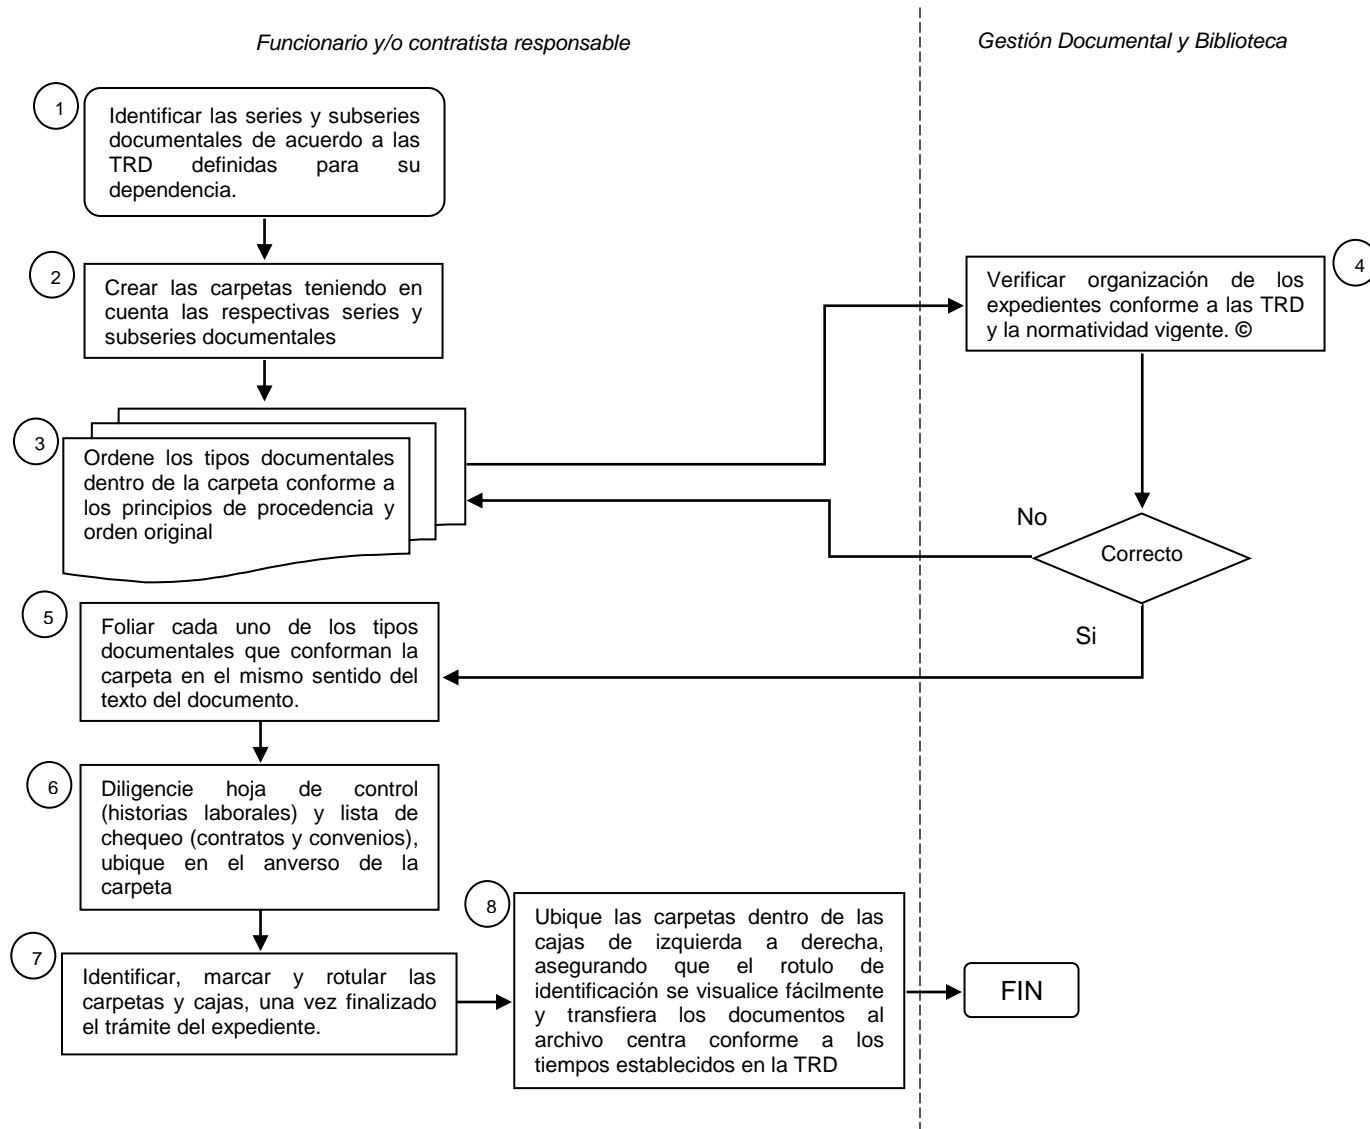 Funcionario y/o contratista responsable
Gestión Documental y Biblioteca
1
Identificar las series y subseries
documentales de acuerdo a las
TRD definidas para su
dependencia.
2
Crear las carpetas teniendo en
cuenta las respectivas series y
subseries documentales
4
Verificar organización de los
expedientes conforme a las TRD
y la normatividad vigente. ©
3
Ordene los tipos documentales
dentro de la carpeta conforme a
los principios de procedencia y
orden original
No
Correcto
Si
5
Foliar cada uno de los tipos
documentales que conforman la
carpeta en el mismo sentido del
texto del documento.
6
Diligencie hoja de control
(historias laborales) y lista de
chequeo (contratos y convenios),
ubique en el anverso de la
carpeta
7
Identificar, marcar y rotular las
carpetas y cajas, una vez finalizado
el trámite del expediente.
8
Ubique las carpetas dentro de las
cajas de izquierda a derecha,
asegurando que el rotulo de
identificación se visualice fácilmente
y transfiera los documentos al
archivo centra conforme a los
tiempos establecidos en la TRD
FIN